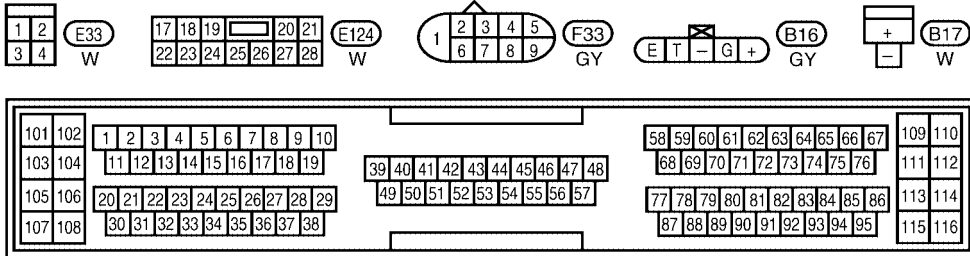 1 2 E33 17 18 19 20 21 E124 1 2 3 4 5 F33 E T − G + B16 + B17
3 4 W 22 23 24 25 26 27 28 W 6 7 8 9 GY GY − W
101 102 1 2 3 4 5 6 7 8 9 10 58 59 60 61 62 63 64 65 66 67 109 110
103 104 11 12 13 14 15 16 17 18 19 39 40 41 42 43 44 45 46 47 48 68 69 70 71 72 73 74 75 76 111 112
105 106 20 21 22 23 24 25 26 27 28 29 49 50 51 52 53 54 55 56 57 77 78 79 80 81 82 83 84 85 86 113 114
107 108 30 31 32 33 34 35 36 37 38 87 88 89 90 91 92 93 94 95 115 116